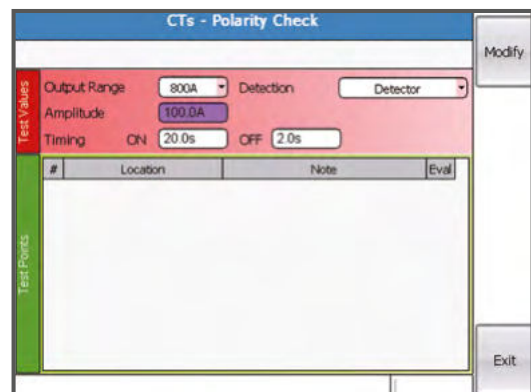 CTs - Polarity Check
Modify
Test Values
Output Range 800A Detection Detector
Amplitude 100.0A
Timing ON 20.0s OFF 2.0s
Test Points
# Location Note Eval
Exit